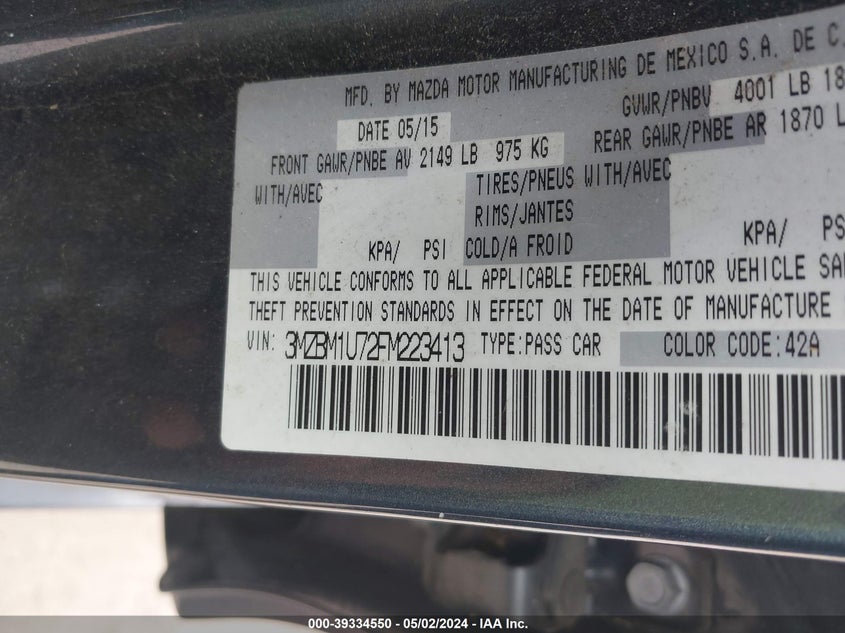 MFD. BY MAZDA MOTOR MANUFACTURING DE MEXICO S.A. DE C.
DATE 05/15 GVWR/PNBV 4001 LB 18
FRONT GAWR/PNBE AV 2149 LB 975 KG REAR GAWR/PNBE AR 1870 L
WITH/AVEC TIRES/PNEUS WITH/AVEC
RIMS/JANTES
KPA/ PSI COLD/A FROID KPA/ PS
THIS VEHICLE CONFORMS TO ALL APPLICABLE FEDERAL MOTOR VEHICLE SA
THEFT PREVENTION STANDARDS IN EFFECT ON THE DATE OF MANUFACTURE
VIN: 3MZBM1U72FM223413 TYPE:PASS CAR COLOR CODE:42A
000-39334550 - 05/02/2024 - IAA Inc.